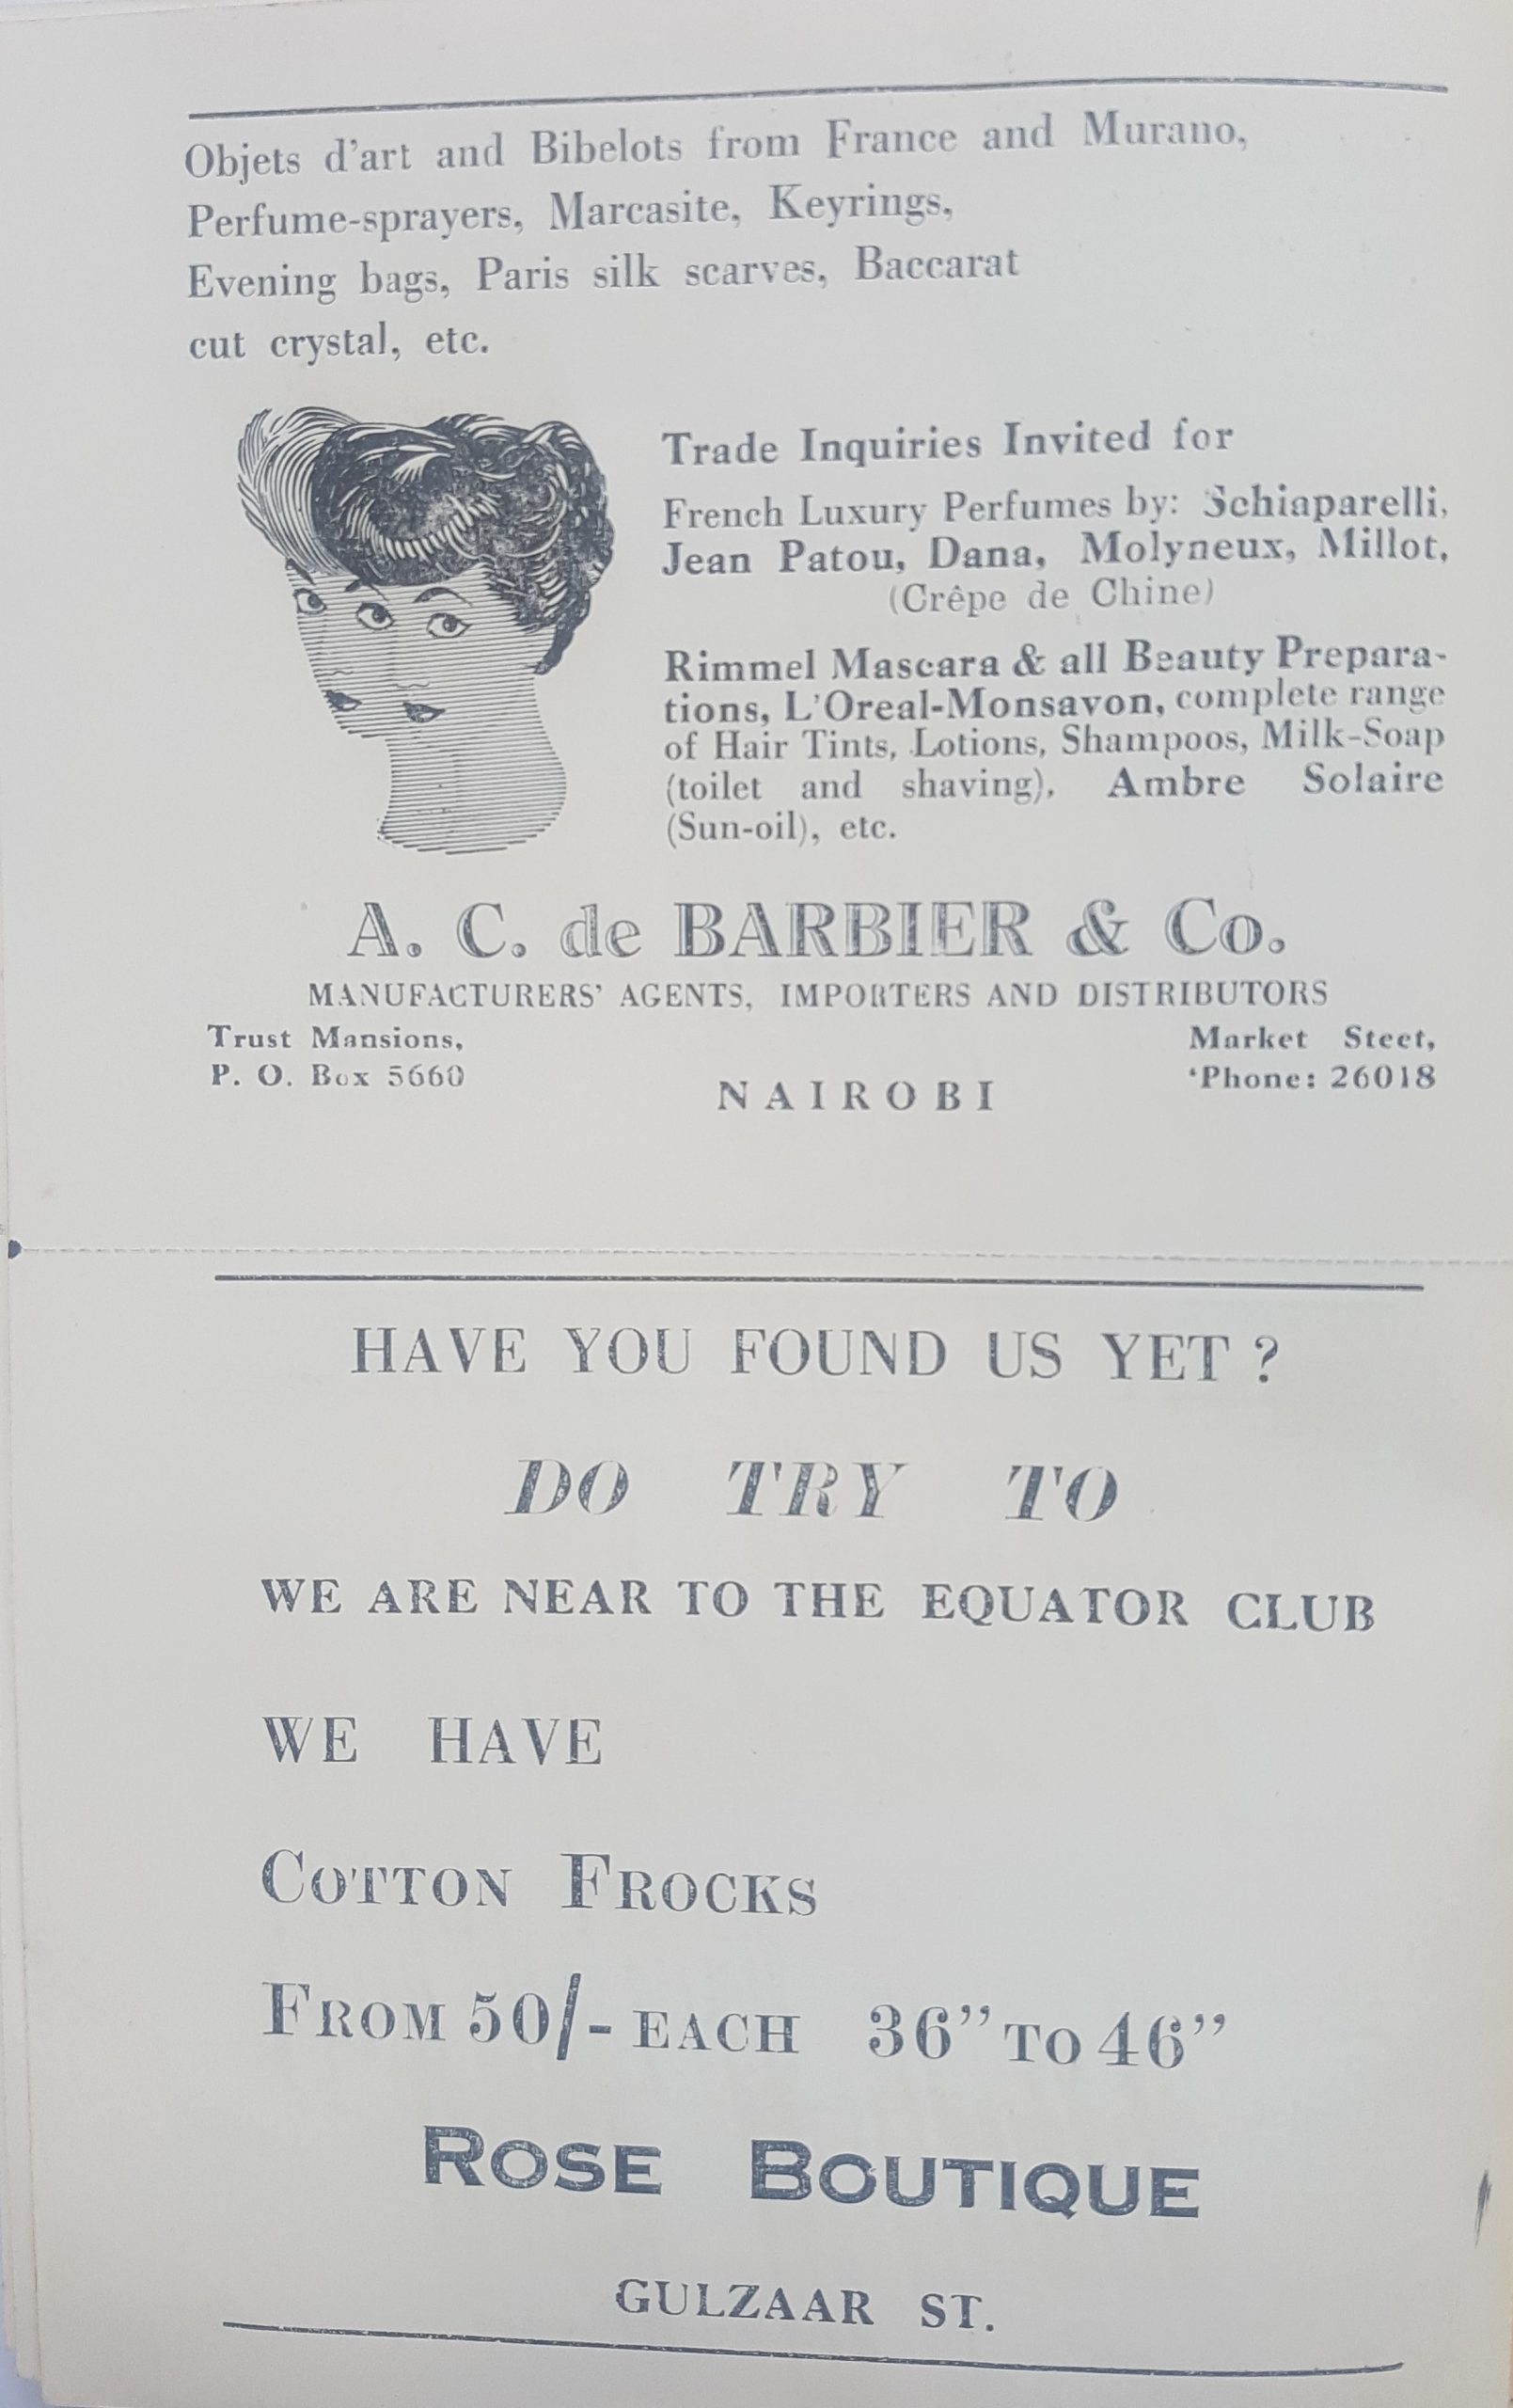 Objets d'art and Bibelots from France and Murano,
Perfume-sprayers, Marcasite, Keyrings,
Evening bags, Paris silk scarves, Baccarat
cut crystal, etc.
Trade Inquiries Invited for
French Luxury Perfumes by: Schiaparelli,
Jean Patou, Dana, Molyneux, Millot,
(Crêpe de Chine)
Rimmel Mascara & all Beauty Prepara-
tions, L'Oreal-Monsavon, complete range
of Hair Tints, Lotions, Shampoos, Milk-Soap
(toilet and shaving), Ambre Solaire
(Sun-oil), etc.
A. C. de BARBIER & Co.
MANUFACTURERS' AGENTS, IMPORTERS AND DISTRIBUTORS
Trust Mansions,
P. O. Box 5660
Market Steet,
'Phone: 26018
NAIROBI
HAVE YOU FOUND US YET ?
DO TRY TO
WE ARE NEAR TO THE EQUATOR CLUB
WE HAVE
COTTON FROCKS
FROM 50/- EACH 36" TO 46"
ROSE BOUTIQUE
GULZAAR ST.